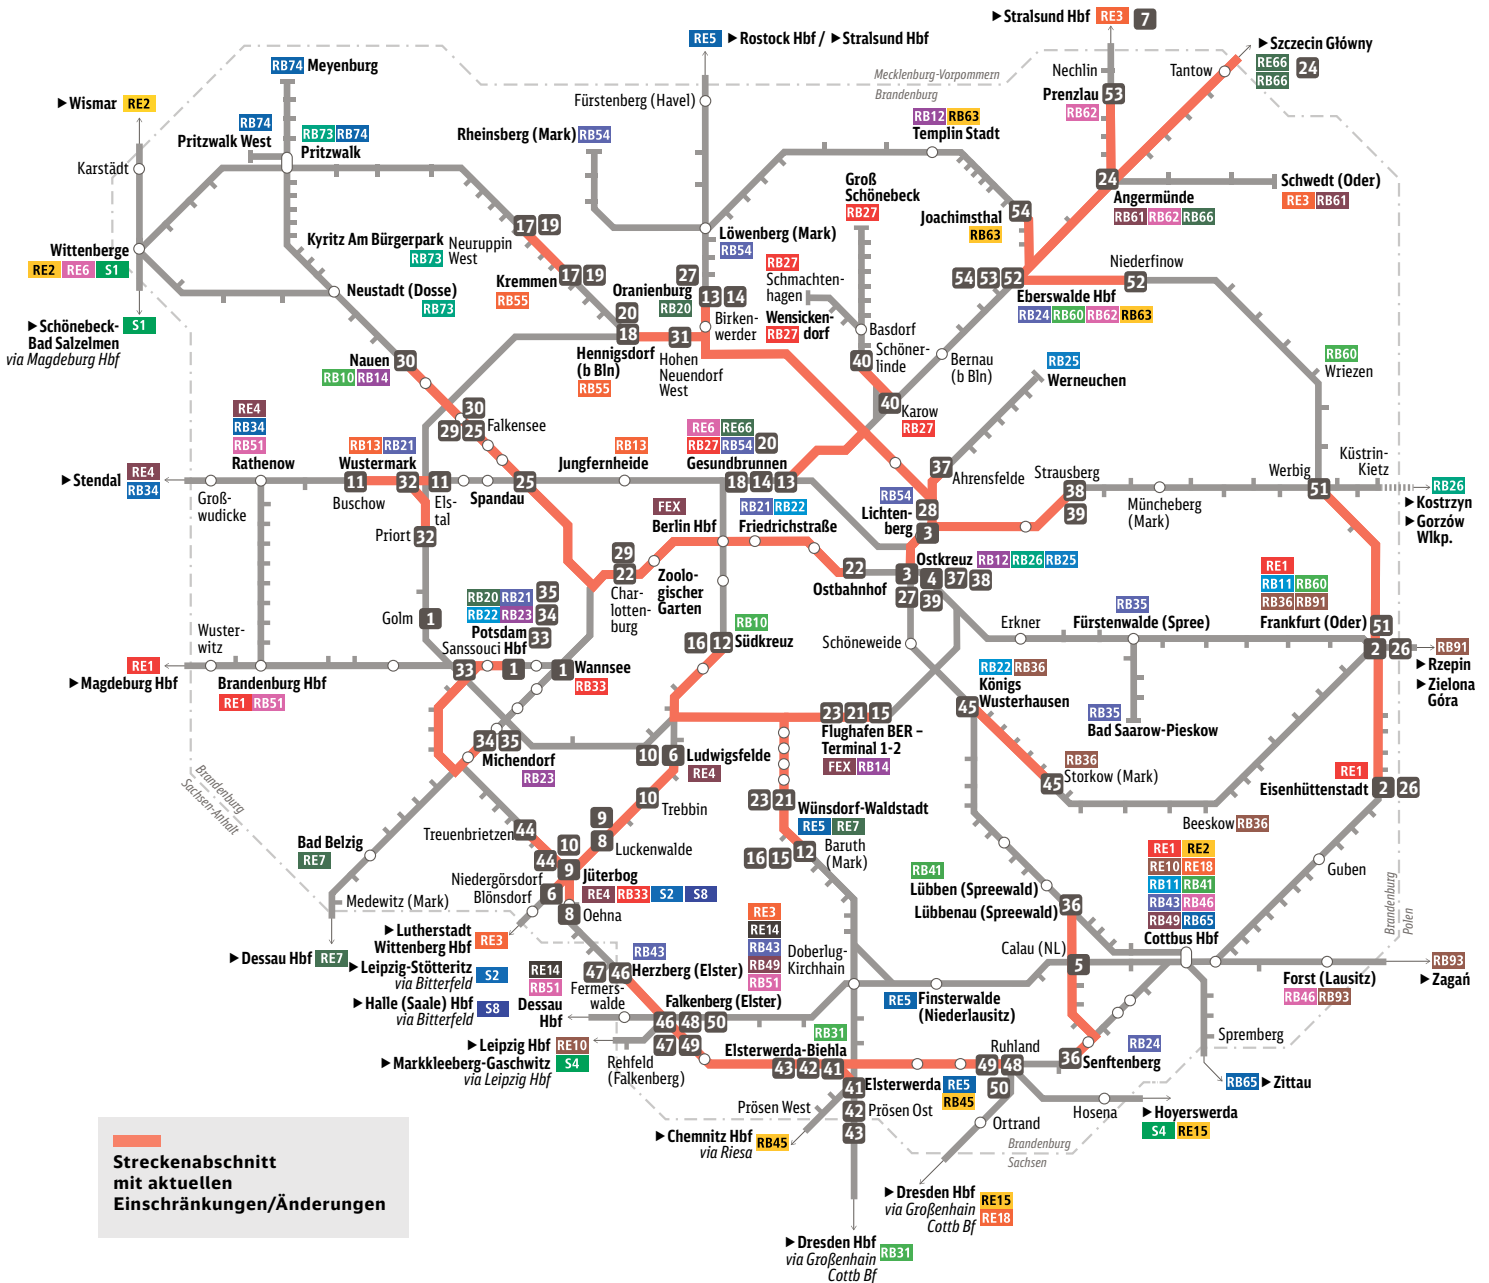 ▶ Stralsund Hbf RE3 7
RE5 ▶ Rostock Hbf / ▶ Stralsund Hbf
▶ Szczecin Główny
RE66
RB66 24
RB74 Meyenburg
Nechlin
Tantow
Mecklenburg-Vorpommern
Brandenburg
Prenzlau 53
RB62
▶ Wismar RE2
Fürstenberg (Havel)
RB74
Pritzwalk West
RB73 RB74
Pritzwalk
Rheinsberg (Mark) RB54
RB12 RB63
Templin Stadt
Karstädt
Groß
Schönebeck
RB27
24
Angermünde
RB61 RB62 RB66
Schwedt (Oder)
RE3 RB61
Joachimsthal 54
RB63
Wittenberge
RE2 RE6 S1
Kyritz Am Bürgerpark
RB73
Neuruppin
West
17 19
Löwenberg (Mark)
RB54
RB27
Schmachten-
hagen
Wensicken-
dorf
RB27
54 53 52
Eberswalde Hbf
RB24 RB60 RB62 RB63
Niederfinow
52
Kremmen 17 19
RB55
27
Oranienburg
RB20
13 14
Birken-
werder
Neustadt (Dosse)
RB73
▶ Schönebeck-
Bad Salzelmen
via Magdeburg Hbf
S1
20
18
Hennigsdorf
(b Bln)
RB55
31
Hohen
Neuendorf
West
Basdorf
Schöner-
linde
40
Bernau
(b Bln)
RB25
Werneuchen
RB60
Wriezen
Nauen 30
RB10 RB14
40
Karow
RB27
30
29 25
Falkensee
RE4
RB34
RB51
Rathenow
RB13 RB21
Wustermark
RB13
Jungfernheide
RE6 RE66
RB27 RB54 20
Gesundbrunnen
18 14 13
37
Ahrensfelde
Strausberg
38
39
Küstrin-
Kietz
Werbig
51
▶ Stendal RE4
RB34
Groß-
wudicke
11
Buschow
32
11
Els-
tal
Spandau
25
Müncheberg
(Mark)
RB26
▶ Kostrzyn
▶ Gorzów
Wlkp.
Priort 32
FEX
Berlin Hbf
RB21 RB22
Friedrichstraße
RB54
Lichten-
berg
28
3
29
22
Char-
lotten-
burg
Zoolo-
gischer
Garten
22
Ostbahnhof
3
Ostkreuz RB12 RB26 RB25
4 37 38
27 39
RE1
RB11 RB60
RB36 RB91
Frankfurt (Oder)
51
2 26
RB91
▶ Rzepin
▶ Zielona
Góra
Golm 1
RB20 RB21 35
RB22 RB23 34
Potsdam 33
Sanssouci Hbf
33
1
1
Wannsee
RB33
RB10
16 12 Südkreuz
Schöneweide
Erkner
RB35
Fürstenwalde (Spree)
Wuster-
witz
RE1
▶ Magdeburg Hbf
Brandenburg Hbf
RE1 RB51
RB22 RB36
Königs
Wusterhausen
45
RB35
Bad Saarow-Pieskow
34 35
Michendorf
RB23
10 6 Ludwigsfelde
RE4
23 21 15
Flughafen BER –
Terminal 1-2
FEX RB14
RB36
Storkow (Mark)
45
RE1
Eisenhüttenstadt
2 26
Brandenburg
Sachsen-Anhalt
10 Trebbin
23 21
Wünsdorf-Waldstadt
RE5 RE7
Beeskow RB36
9
8
Luckenwalde
Treuenbrietzen 44
44
10
9
Jüterbog
RE4 RB33 S2 S8
16 15 12
Baruth
(Mark)
Bad Belzig
RE7
Medewitz (Mark)
Niedergörsdorf
Blönsdorf
6
8
Oehna
RB41
Lübben (Spreewald)
Lübbenau (Spreewald) 36
RE1 RE2
RE10 RE18
RB11 RB41
RB43 RB46
RB49 RB65
Cottbus Hbf
Guben
Brandenburg
Polen
▶ Dessau Hbf RE7
▶ Lutherstadt
Wittenberg Hbf
RE3
▶ Leipzig-Stötteritz
via Bitterfeld
S2
▶ Halle (Saale) Hbf
via Bitterfeld
S8
RE3
RE14
RB43
RB49
RB51
Doberlug-
Kirchhain
Calau (NL)
5
RB43
47 46 Herzberg (Elster)
Fermers-
walde
RE14
RB51
Dessau
Hbf
RE5 Finsterwalde
(Niederlausitz)
Forst (Lausitz)
RB46 RB93
RB93
▶ Żagań
Falkenberg (Elster)
46 48 50
47 49
▶ Leipzig Hbf RE10
▶ Markkleeberg-Gaschwitz
via Leipzig Hbf
S4
Rehfeld
(Falkenberg)
RB31
Elsterwerda-Biehla
43 42 41
Ruhland
49 48
50
RB24
36 Senftenberg
Spremberg
RB65 ▶ Zittau
41
Elsterwerda RE5
RB45
42
43
Prösen West
Prösen Ost
Hosena
▶ Hoyerswerda
S4 RE15
▶ Chemnitz Hbf
via Riesa
RB45
Ortrand
Brandenburg
Sachsen
▶ Dresden Hbf
via Großenhain
Cottb Bf
RE15
RE18
▶ Dresden Hbf
via Großenhain
Cottb Bf
RB31
Streckenabschnitt
mit aktuellen
Einschränkungen/Änderungen